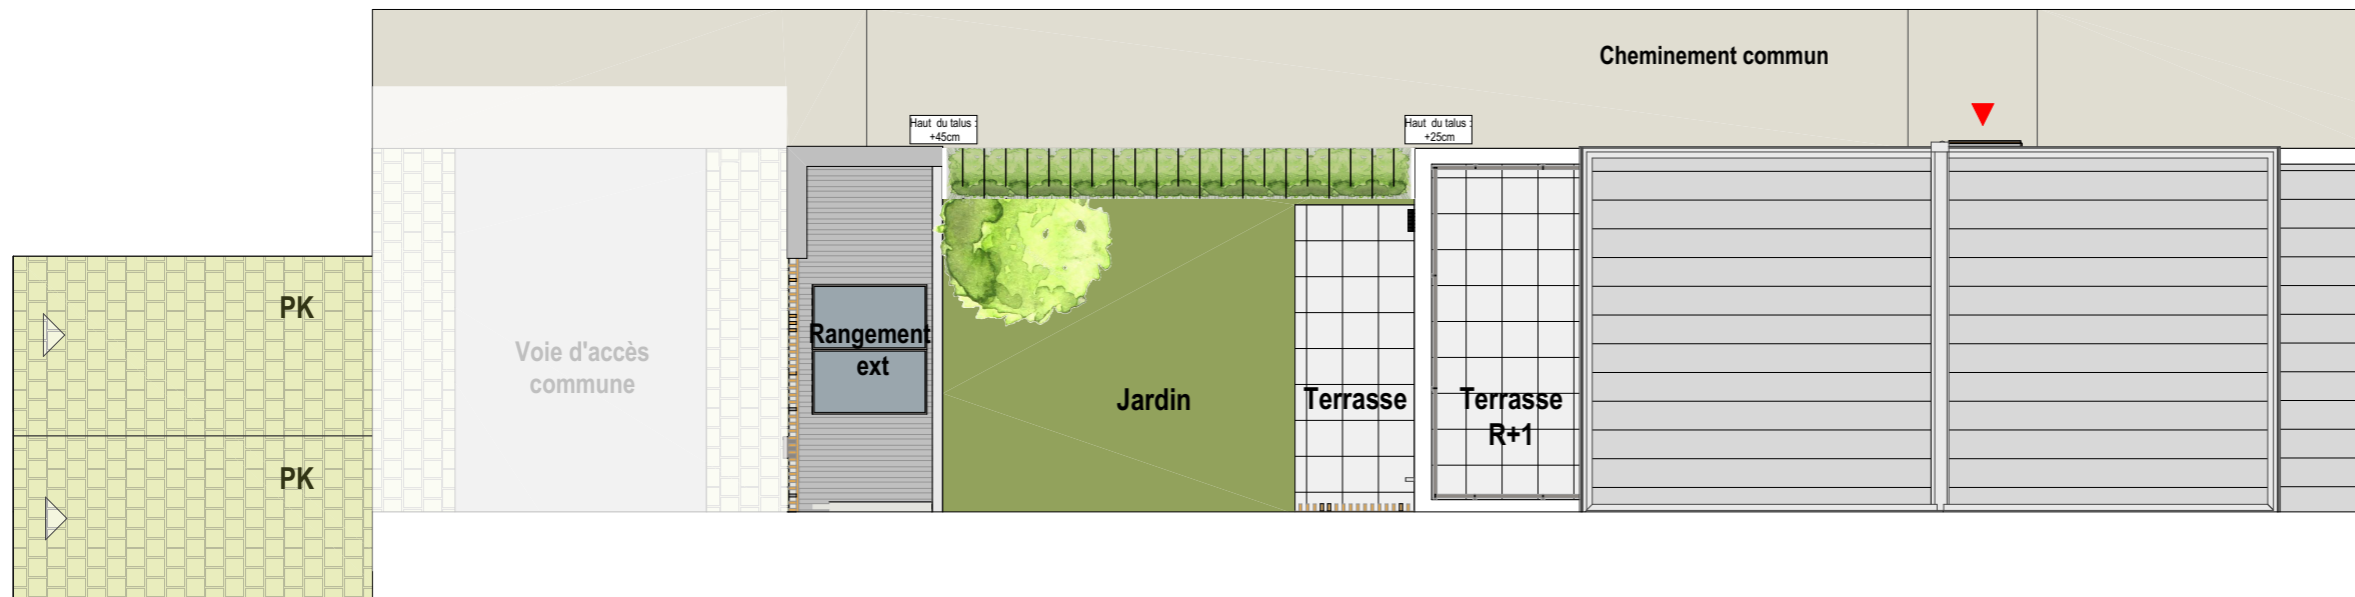 Cheminement commun
Haut du talus :
+45cm
Haut du talus :
+25cm
PK
PK
Voie d'accès
commune
Rangement
ext
Jardin
Terrasse
Terrasse
R+1